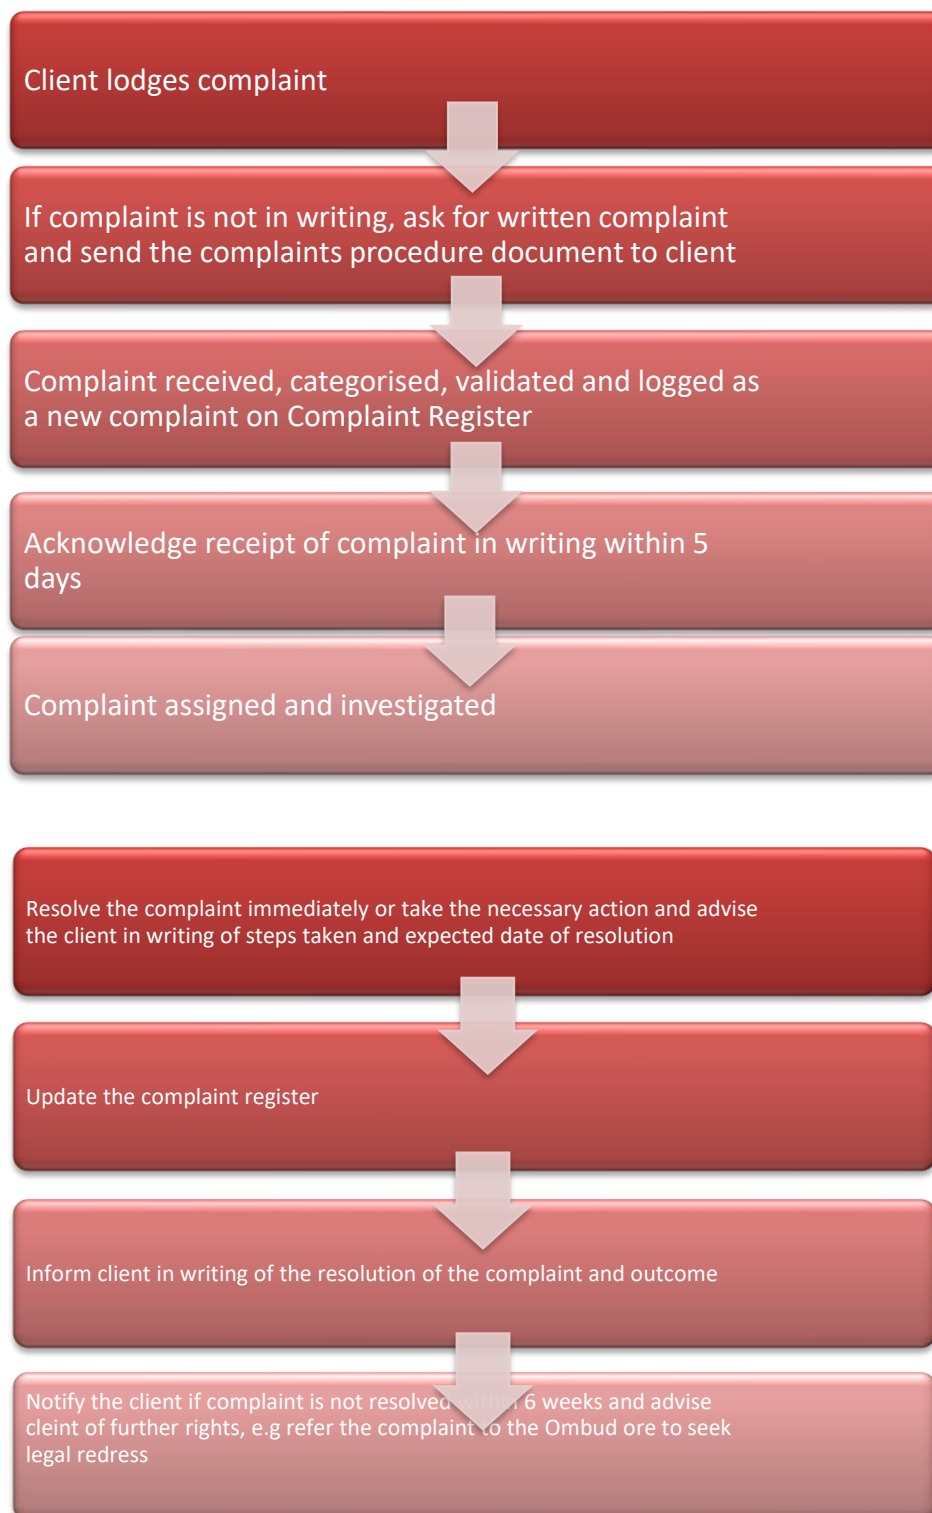 Client lodges complaint
If complaint is not in writing, ask for written complaint
and send the complaints procedure document to client
Complaint received, categorised, validated and logged as
a new complaint on Complaint Register
Acknowledge receipt of complaint in writing within 5
days
Complaint assigned and investigated
Resolve the complaint immediately or take the necessary action and advise
the client in writing of steps taken and expected date of resolution
Update the complaint register
Inform client in writing of the resolution of the complaint and outcome
Notify the client if complaint is not resolved within 6 weeks and advise
cleint of further rights, e.g refer the complaint to the Ombud ore to seek
legal redress